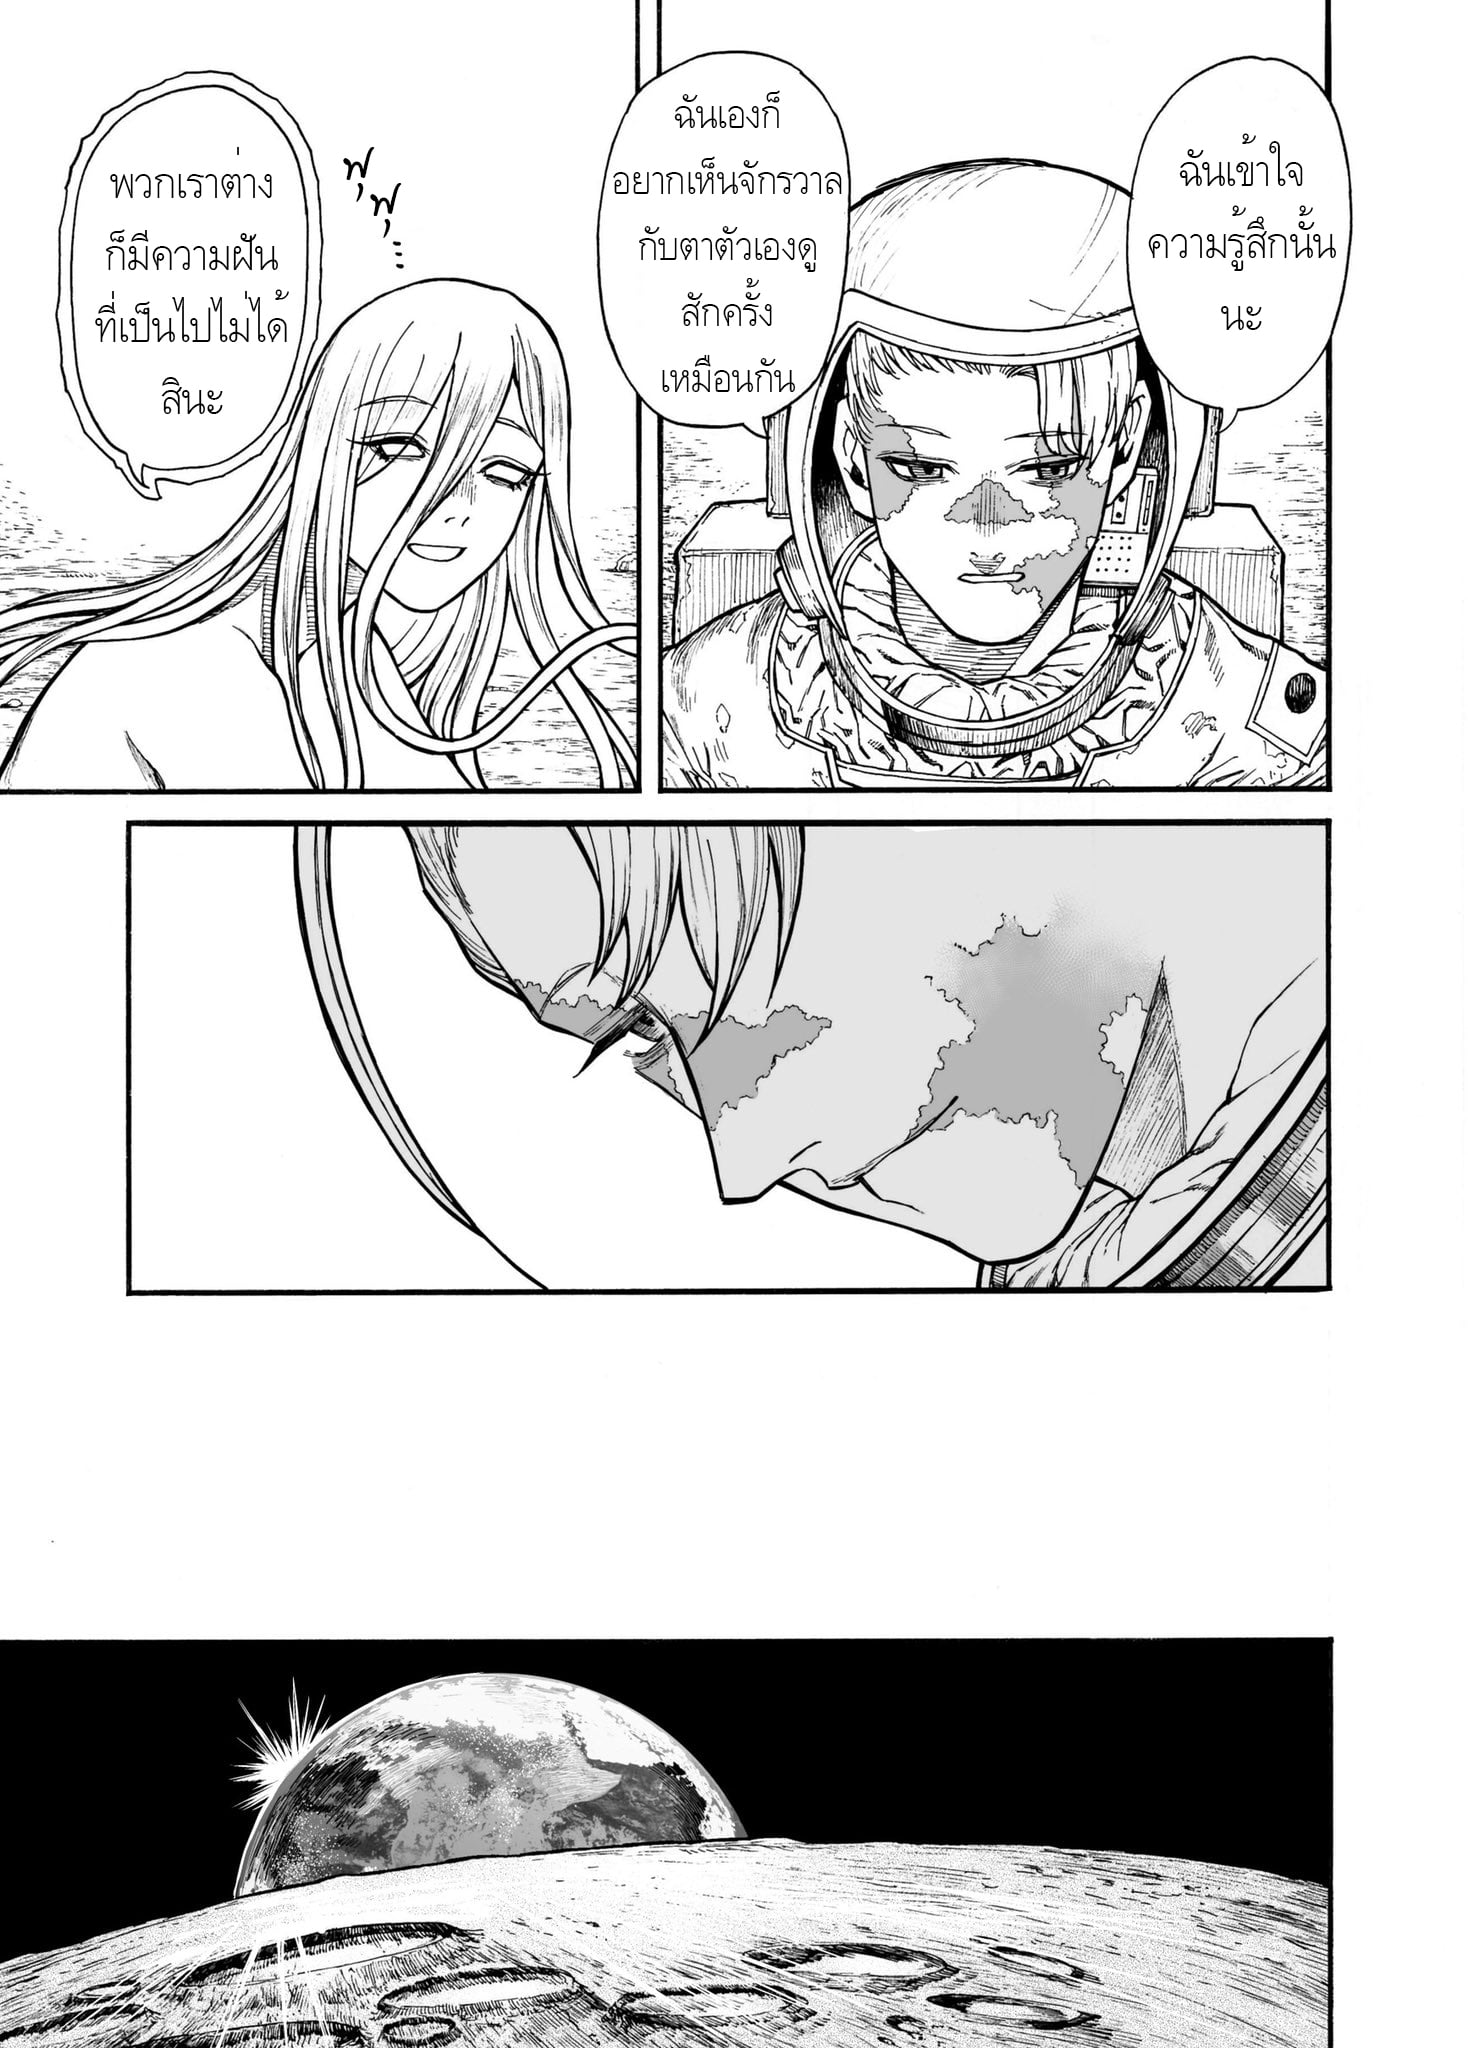 ฉันเข้าใจ
ความรู้สึกนั้น
นะ
ฉันเองก็
อยากเห็นจักรวาล
กับตาตัวเองดู
สักครั้ง
เหมือนกัน
ฟุ
ฟุ...
พวกเราต่าง
ก็มีความฝัน
ที่เป็นไปไม่ได้
สินะ